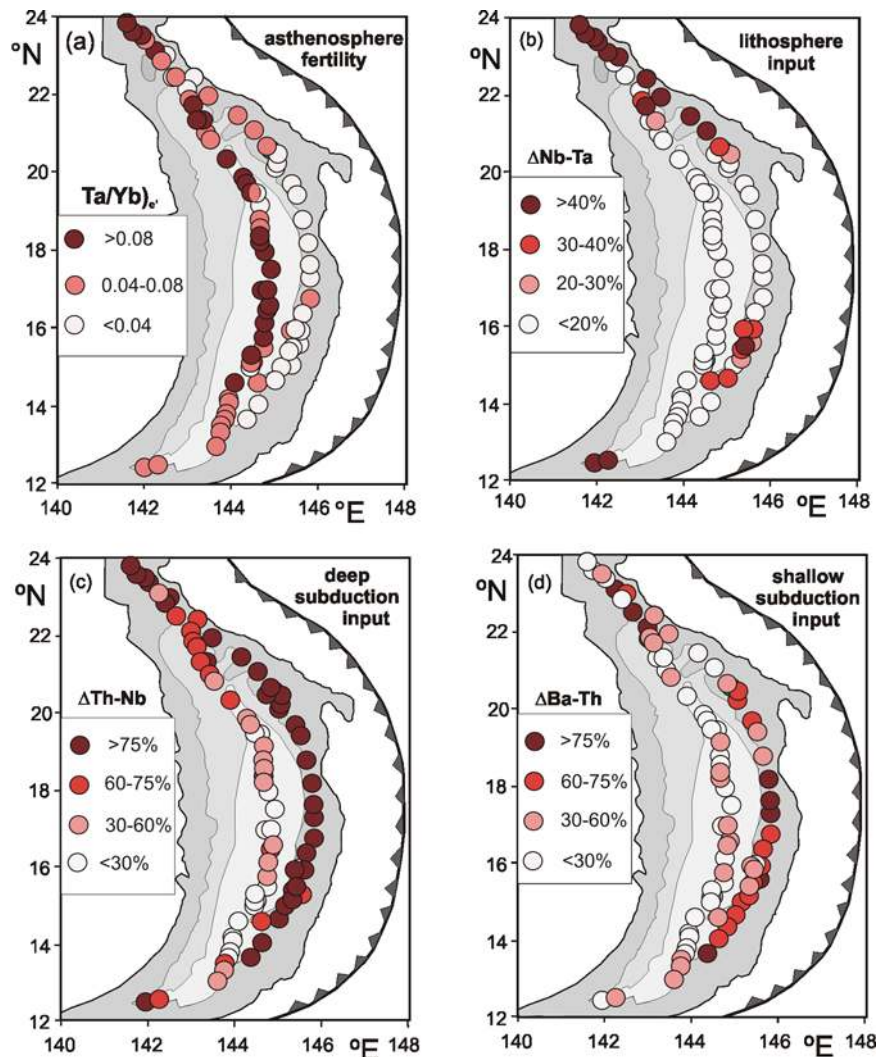 (a)
asthenosphere
fertility
°N
24
22
20
18
16
14
12
Ta/Yb)e'
>0.08
0.04-0.08
<0.04
140
142
144
146
148
°E
(b)
lithosphere
input
°N
24
22
20
18
16
14
12
ΔNb-Ta
>40%
30-40%
20-30%
<20%
140
142
144
146
148
°E
(c)
deep
subduction
input
°N
24
22
20
18
16
14
12
ΔTh-Nb
>75%
60-75%
30-60%
<30%
140
142
144
146
148
°E
(d)
shallow
subduction
input
°N
24
22
20
18
16
14
12
ΔBa-Th
>75%
60-75%
30-60%
<30%
140
142
144
146
148
°E